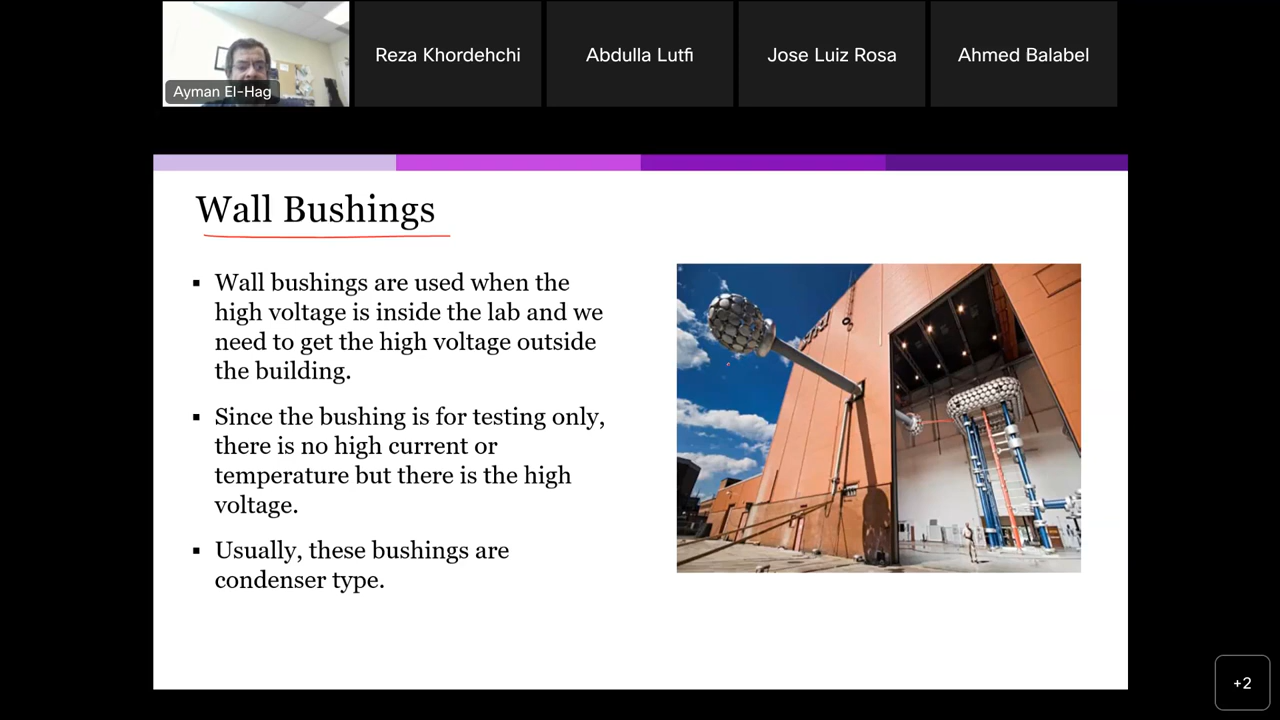 Reza Khordehchi
Abdulla Lutfi
Jose Luiz Rosa
Ahmed Balabel
Ayman El-Hag
Wall Bushings
▪ Wall bushings are used when the
high voltage is inside the lab and we
need to get the high voltage outside
the building.
▪ Since the bushing is for testing only,
there is no high current or
temperature but there is the high
voltage.
▪ Usually, these bushings are
condenser type.
+2